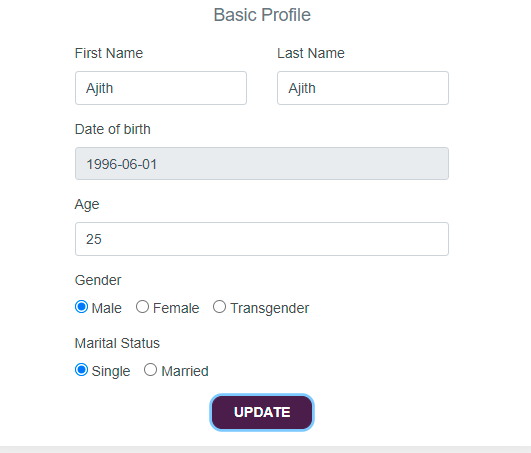 Basic Profile
First Name Last Name
Ajith Ajith
Date of birth
1996-06-01
Age
25
Gender
Male Female Transgender
Marital Status
Single Married
UPDATE